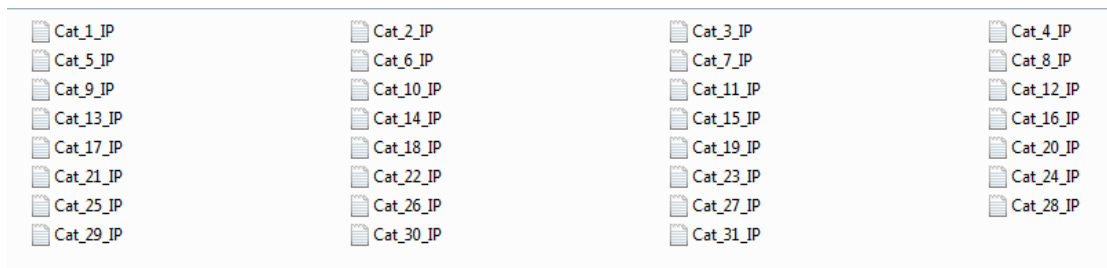 Cat_1_IP Cat_2_IP Cat_3_IP Cat_4_IP
Cat_5_IP Cat_6_IP Cat_7_IP Cat_8_IP
Cat_9_IP Cat_10_IP Cat_11_IP Cat_12_IP
Cat_13_IP Cat_14_IP Cat_15_IP Cat_16_IP
Cat_17_IP Cat_18_IP Cat_19_IP Cat_20_IP
Cat_21_IP Cat_22_IP Cat_23_IP Cat_24_IP
Cat_25_IP Cat_26_IP Cat_27_IP Cat_28_IP
Cat_29_IP Cat_30_IP Cat_31_IP